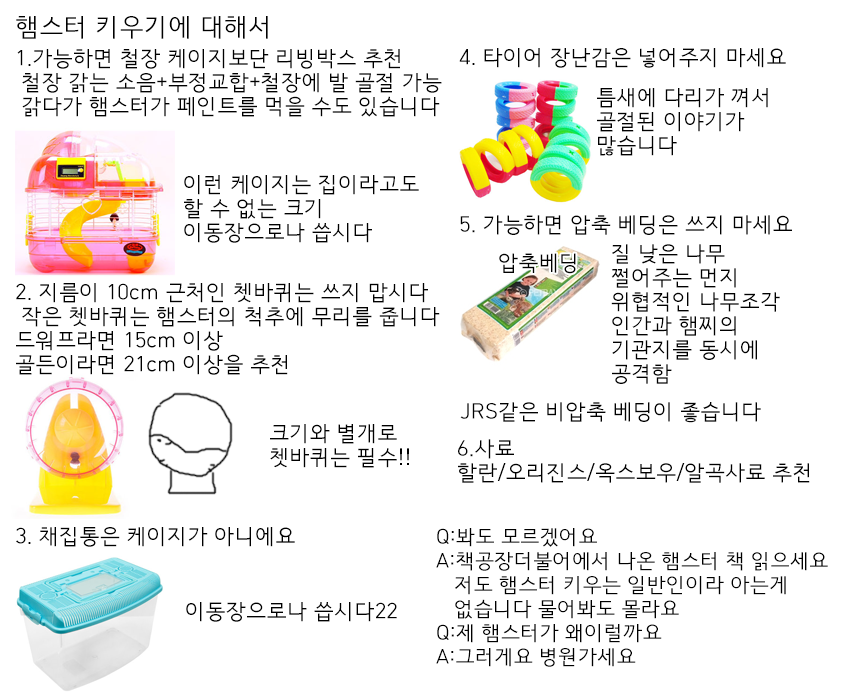 햄스터 키우기에 대해서
1.가능하면 철장 케이지보단 리빙박스 추천
철장 갉는 소음+부정교합+철장에 발 골절 가능
갉다가 햄스터가 페인트를 먹을 수도 있습니다
이런 케이지는 집이라고도
할 수 없는 크기
이동장으로나 씁시다
2. 지름이 10cm 근처인 쳇바퀴는 쓰지 맙시다
작은 쳇바퀴는 햄스터의 척추에 무리를 줍니다
드워프라면 15cm 이상
골든이라면 21cm 이상을 추천
크기와 별개로
쳇바퀴는 필수!!
3. 채집통은 케이지가 아니에요
이동장으로나 씁시다22
4. 타이어 장난감은 넣어주지 마세요
틈새에 다리가 껴서
골절된 이야기가
많습니다
5. 가능하면 압축 베딩은 쓰지 마세요
압축베딩
질 낮은 나무
쩔어주는 먼지
위협적인 나무조각
인간과 햄찌의
기관지를 동시에
공격함
JRS같은 비압축 베딩이 좋습니다
6.사료
할란/오리진스/옥스보우/알곡사료 추천
Q:봐도 모르겠어요
A:책공장더불어에서 나온 햄스터 책 읽으세요
저도 햄스터 키우는 일반인이라 아는게
없습니다 물어봐도 몰라요
Q:제 햄스터가 왜이럴까요
A:그러게요 병원가세요